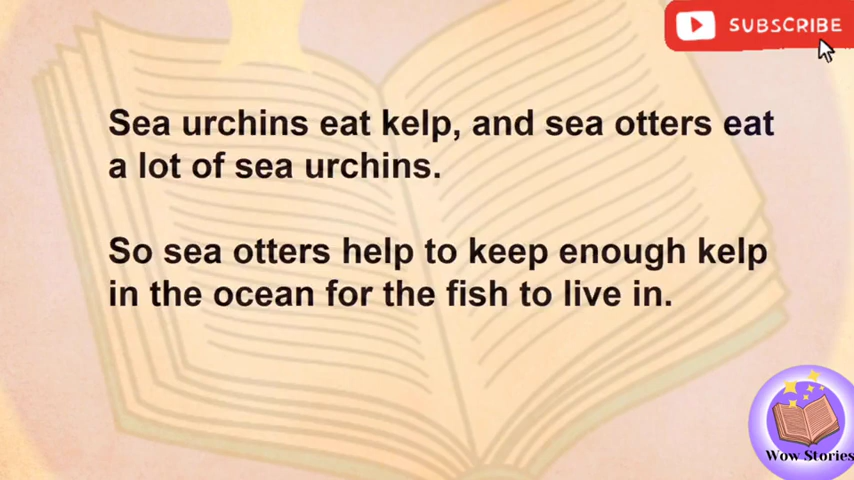 SUBSCRIBE
Sea urchins eat kelp, and sea otters eat
a lot of sea urchins.
So sea otters help to keep enough kelp
in the ocean for the fish to live in.
Wow Stories